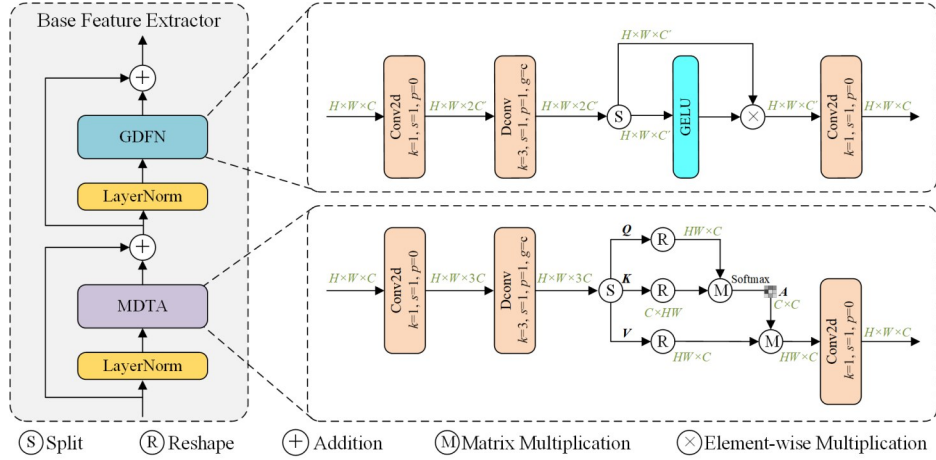 Base Feature Extractor
+
GDFN
LayerNorm
+
MDTA
LayerNorm
H×W×C
Conv2d
k=1, s=1, p=0
H×W×2C'
Dconv
k=3, s=1, p=1, g=c
H×W×2C'
S
H×W×C'
H×W×C'
GELU
×
H×W×C'
Conv2d
k=1, s=1, p=0
H×W×C
H×W×C
Conv2d
k=1, s=1, p=0
H×W×3C
Dconv
k=3, s=1, p=1, g=c
H×W×3C
S
Q
R
HW×C
K
R
C×HW
M
Softmax
A
C×C
V
R
HW×C
M
HW×C
Conv2d
k=1, s=1, p=0
H×W×C
S Split
R Reshape
+ Addition
M Matrix Multiplication
× Element-wise Multiplication